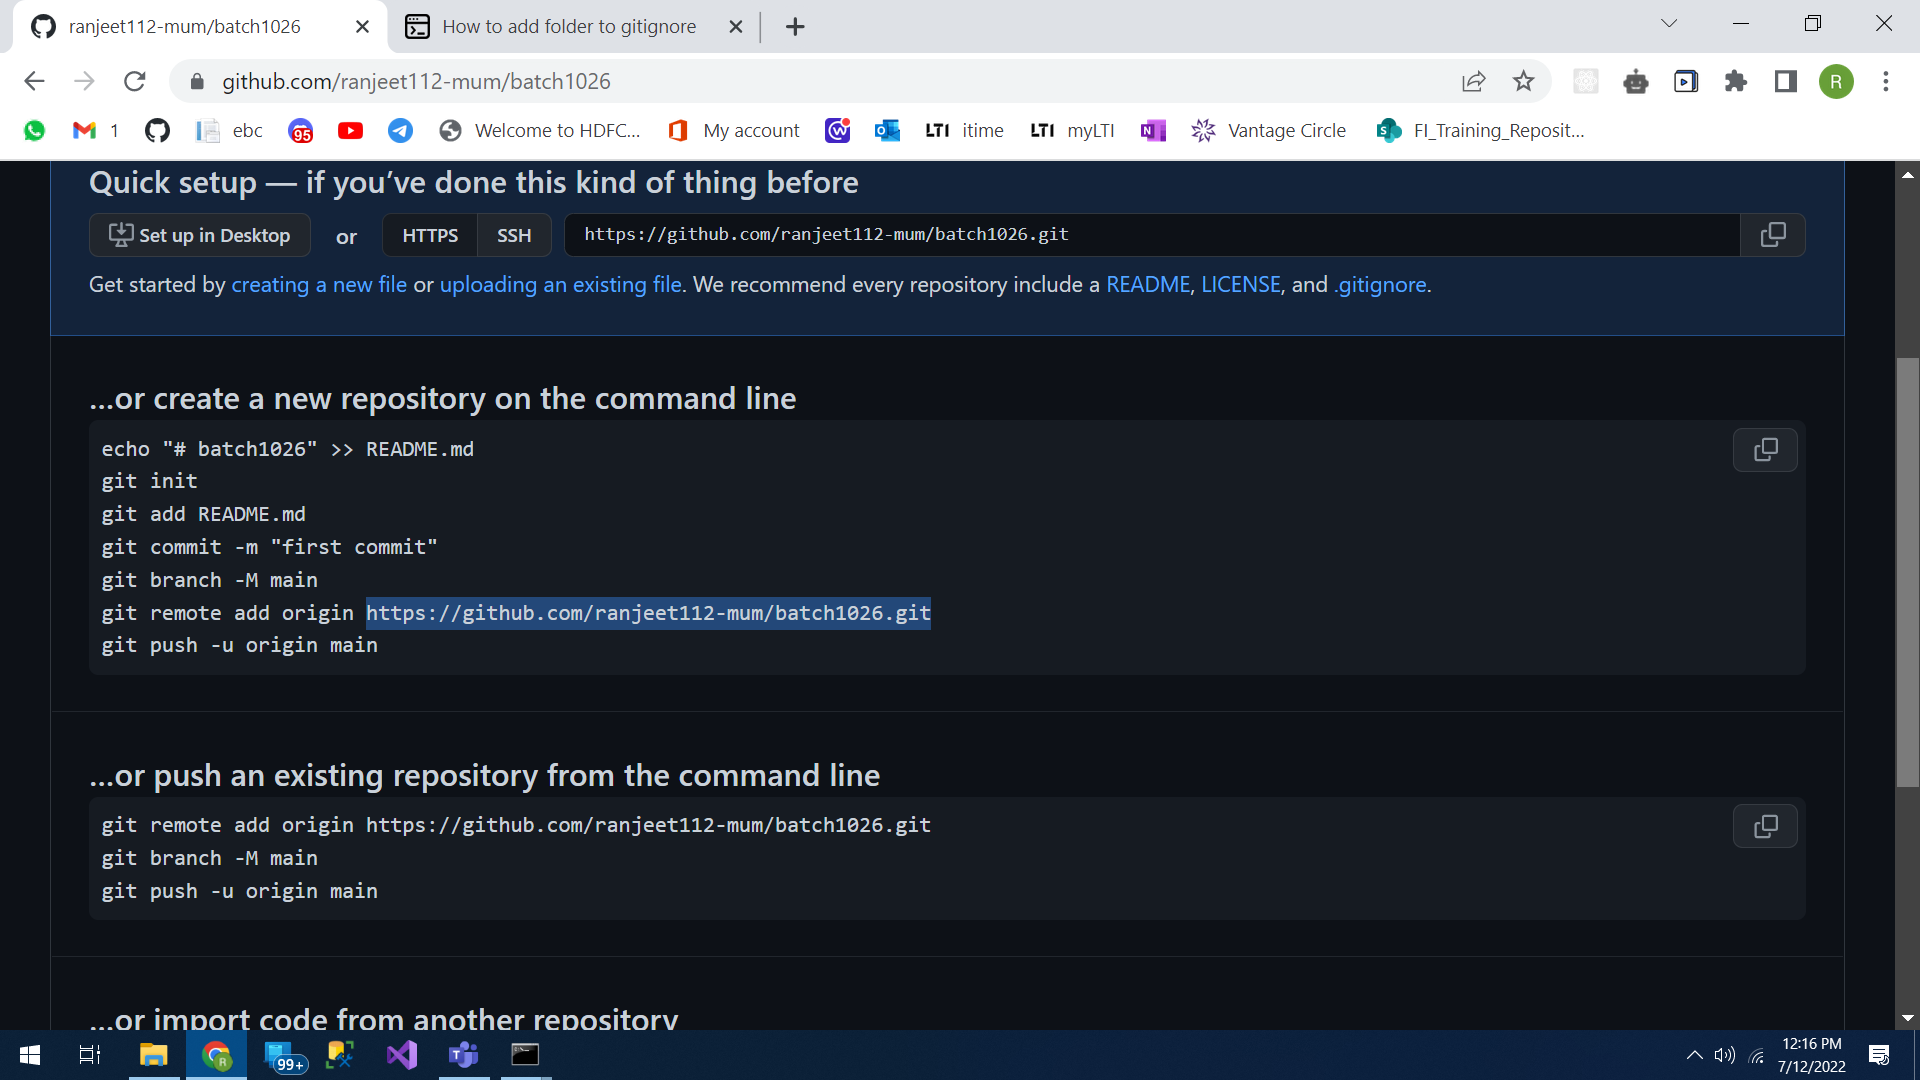 ranjeet112-mum/batch1026
How to add folder to gitignore
github.com/ranjeet112-mum/batch1026
R
1
ebc
95
Welcome to HDFC...
My account
LTI itime
LTI myLTI
Vantage Circle
FI_Training_Reposit...
Quick setup — if you’ve done this kind of thing before
Set up in Desktop or HTTPS SSH https://github.com/ranjeet112-mum/batch1026.git
Get started by creating a new file or uploading an existing file. We recommend every repository include a README, LICENSE, and .gitignore.
…or create a new repository on the command line
echo "# batch1026" >> README.md
git init
git add README.md
git commit -m "first commit"
git branch -M main
git remote add origin https://github.com/ranjeet112-mum/batch1026.git
git push -u origin main
…or push an existing repository from the command line
git remote add origin https://github.com/ranjeet112-mum/batch1026.git
git branch -M main
git push -u origin main
…or import code from another repository
R
99+
12:16 PM
7/12/2022